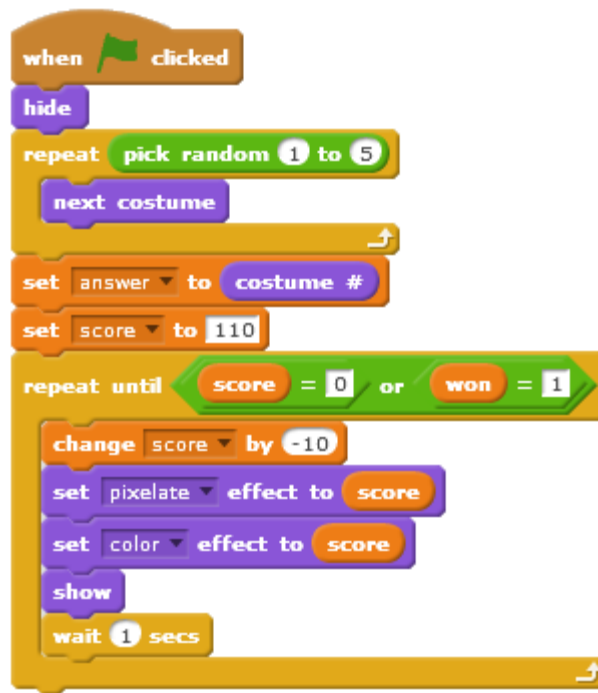 when clicked
hide
repeat pick random 1 to 5
next costume
set answer to costume #
set score to 110
repeat until score = 0 or won = 1
change score by -10
set pixelate effect to score
set color effect to score
show
wait 1 secs